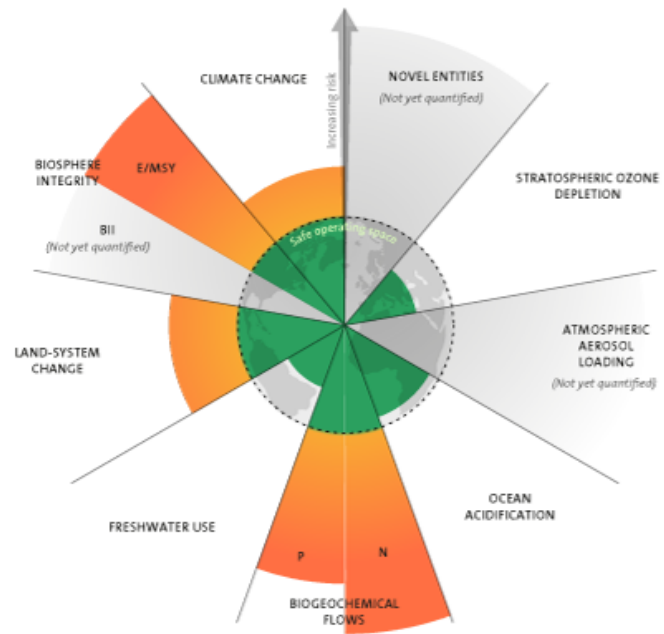 CLIMATE CHANGE
Increasing risk
NOVEL ENTITIES
(Not yet quantified)
STRATOSPHERIC OZONE
DEPLETION
ATMOSPHERIC
AEROSOL
LOADING
(Not yet quantified)
OCEAN
ACIDIFICATION
N
P
BIOGEOCHEMICAL
FLOWS
FRESHWATER USE
LAND-SYSTEM
CHANGE
BIOSPHERE
INTEGRITY
E/MSY
BII
(Not yet quantified)
Safe operating space